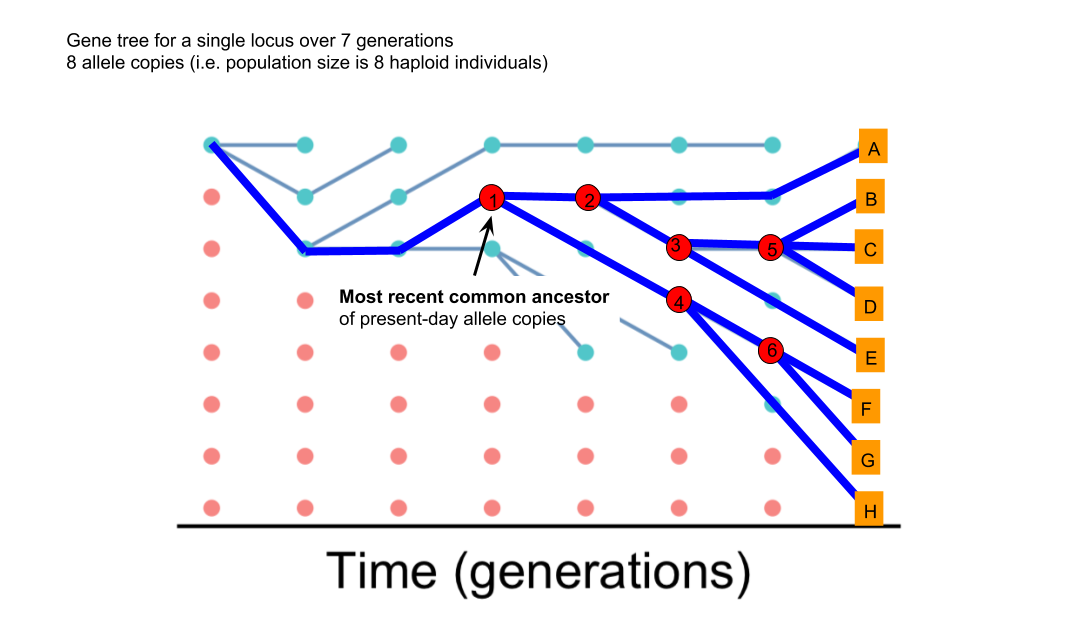 Gene tree for a single locus over 7 generations
8 allele copies (i.e. population size is 8 haploid individuals)
A
1
2
B
3
5
C
Most recent common ancestor
of present-day allele copies
4
D
6
E
F
G
H
Time (generations)